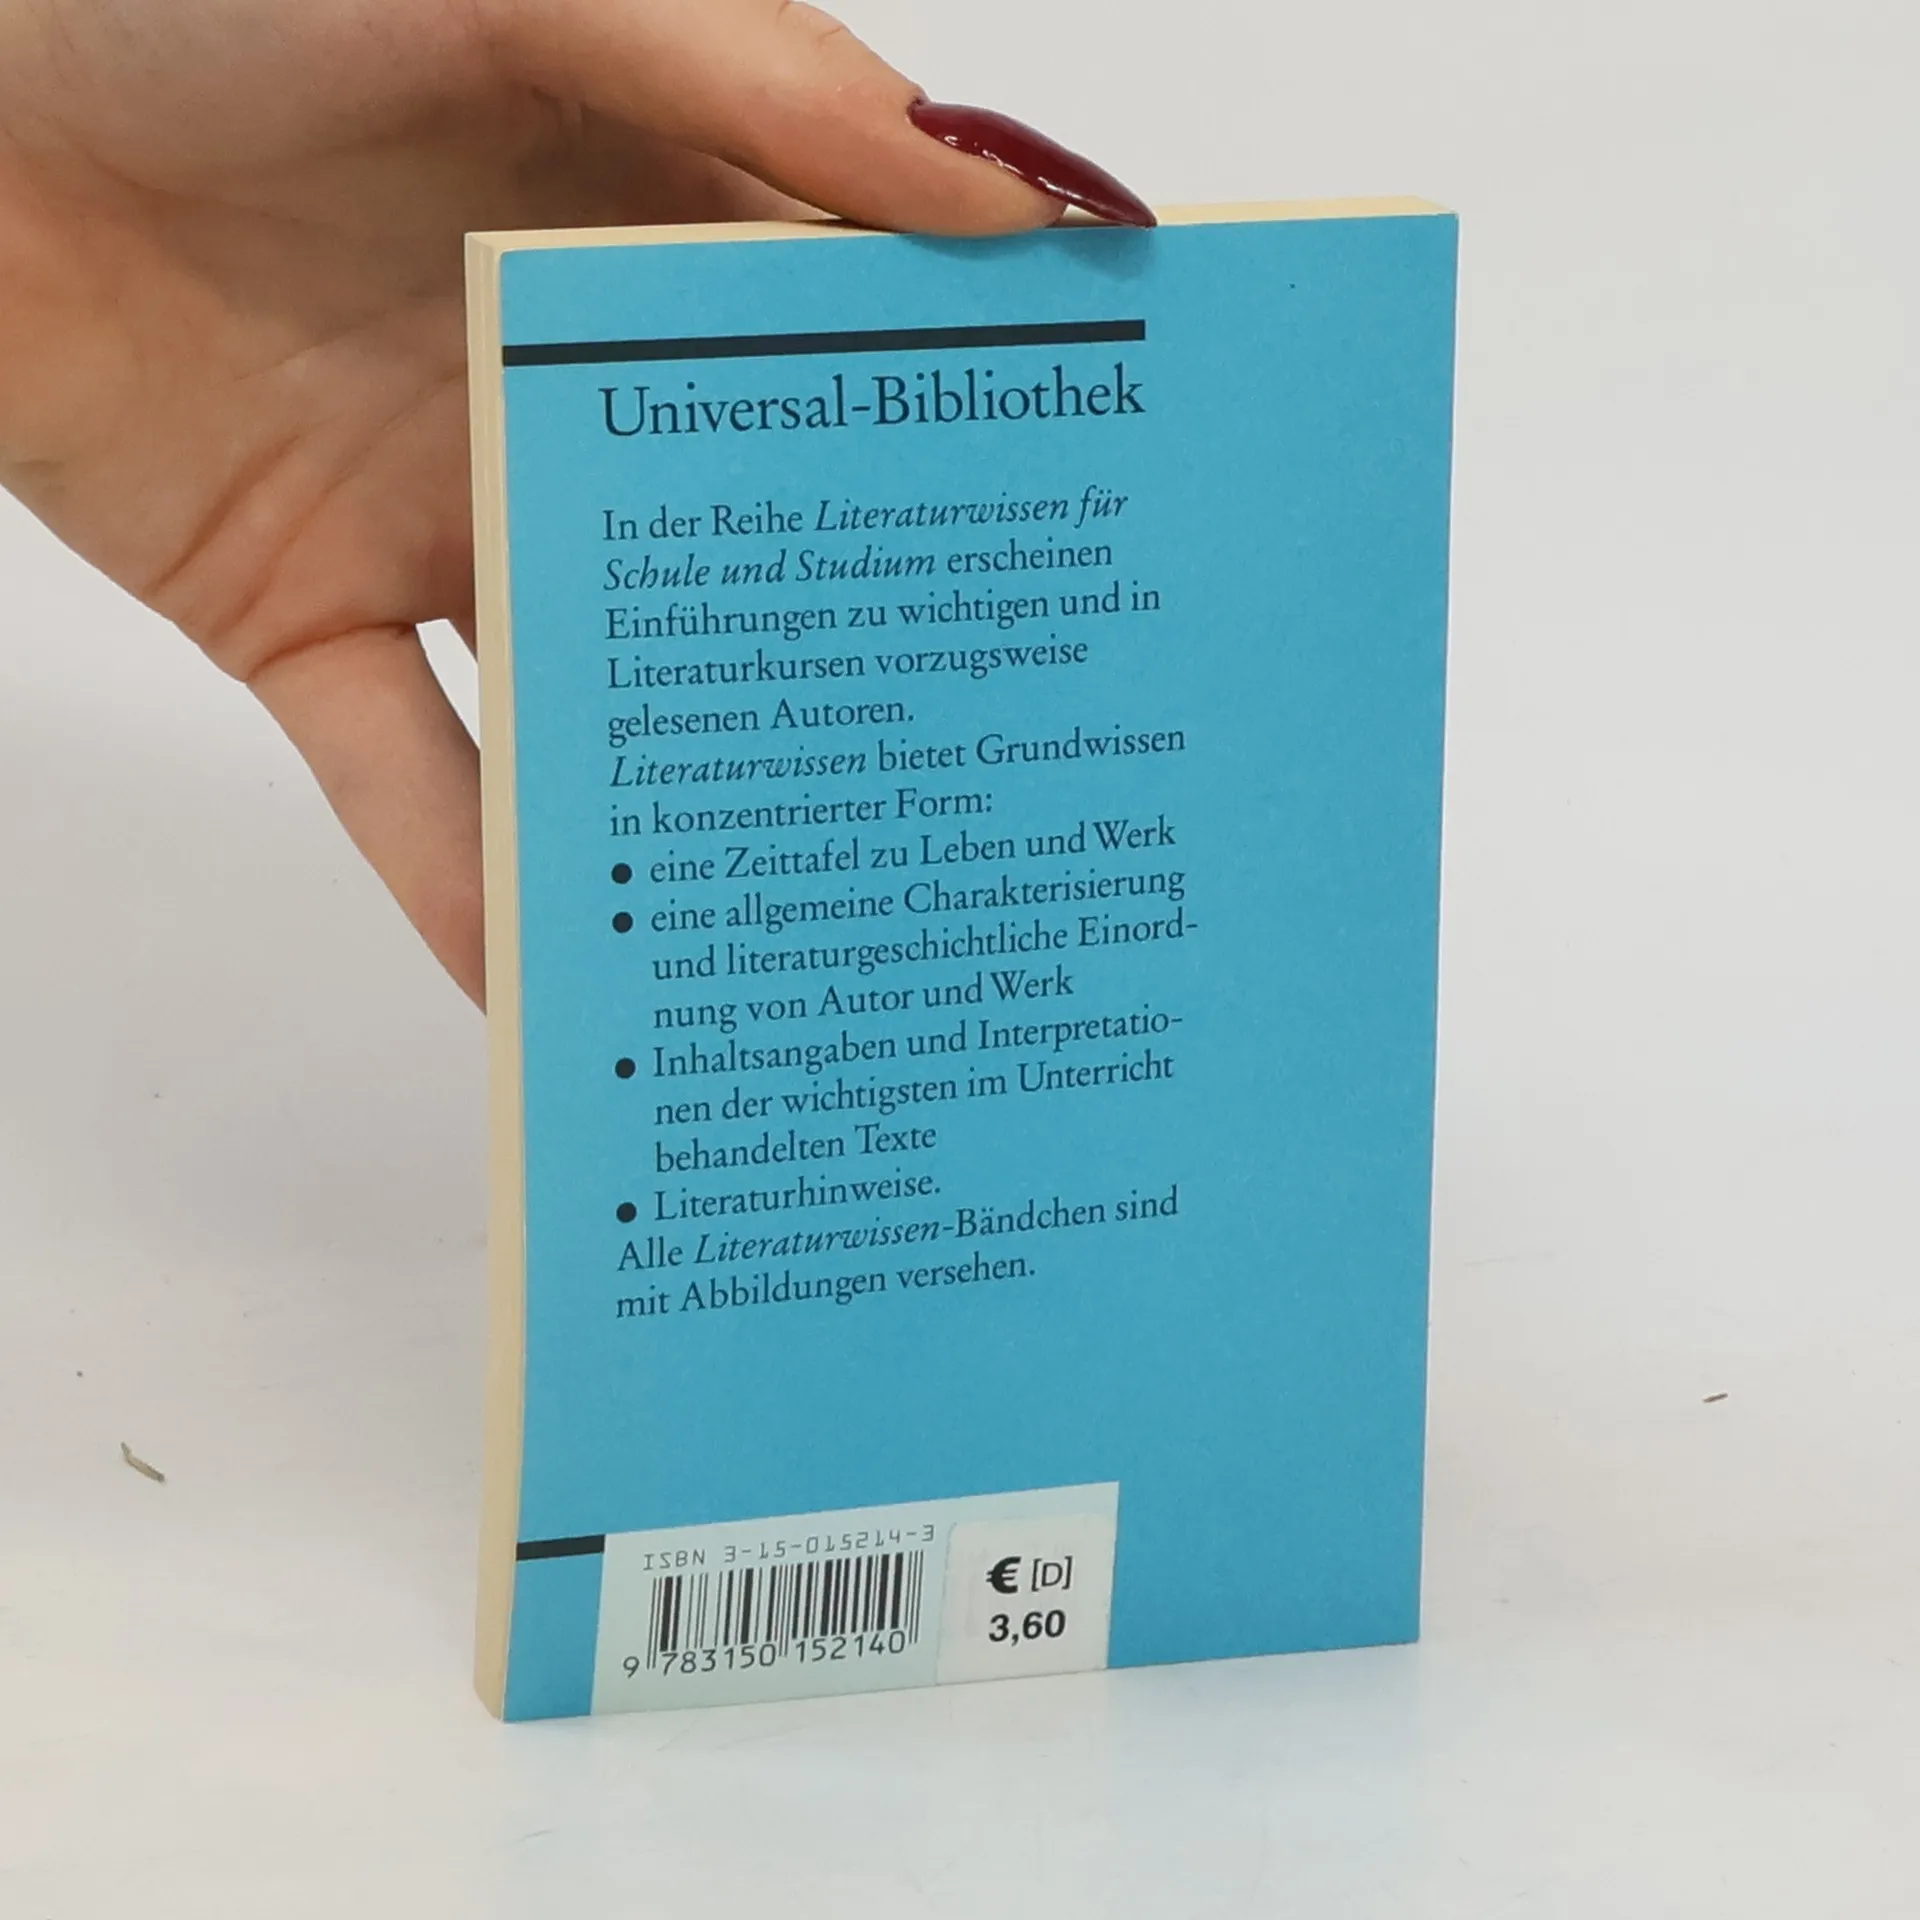 Universal-Bibliothek
In der Reihe Literaturwissen für
Schule und Studium erscheinen
Einführungen zu wichtigen und in
Literaturkursen vorzugsweise
gelesenen Autoren.
Literaturwissen bietet Grundwissen
in konzentrierter Form:
● eine Zeittafel zu Leben und Werk
● eine allgemeine Charakterisierung
und literaturgeschichtliche Einord-
nung von Autor und Werk
● Inhaltsangaben und Interpretatio-
nen der wichtigsten im Unterricht
behandelten Texte
● Literaturhinweise.
Alle Literaturwissen-Bändchen sind
mit Abbildungen versehen.
ISBN 3-15-015214-3
9 783150 152140
€ [D]
3,60